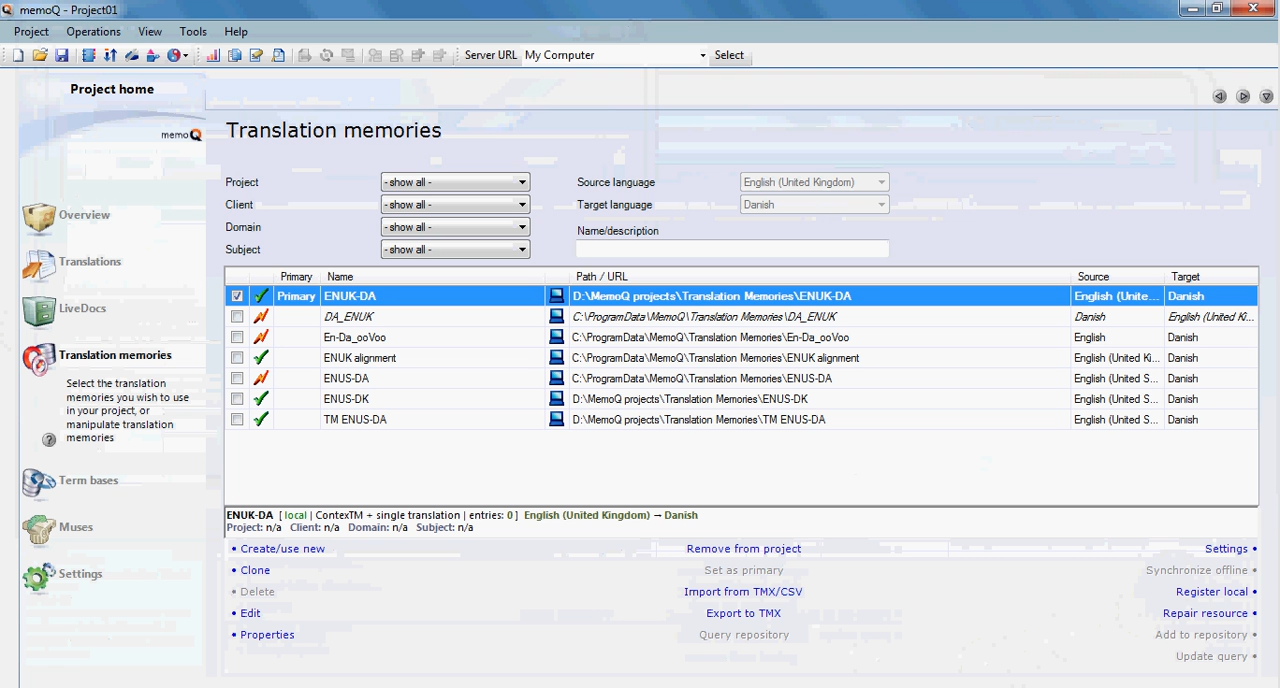 memoQ - Project01
Project Operations View Tools Help
Server URL My Computer Select
Project home
memoQ
Translation memories
Project - show all - Source language English (United Kingdom)
Client - show all - Target language Danish
Domain - show all - Name/description
Subject - show all -
Overview
Translations
LiveDocs
Translation memories
Select the translation
memories you wish to use
in your project, or
manipulate translation
memories
Term bases
Muses
Settings
Primary Name Path / URL Source Target
Primary ENUK-DA D:\MemoQ projects\Translation Memories\ENUK-DA English (Unite... Danish
DA_ENUK C:\ProgramData\MemoQ\Translation Memories\DA_ENUK Danish English (United K...
En-Da_ooVoo C:\ProgramData\MemoQ\Translation Memories\En-Da_ooVoo English Danish
ENUK alignment C:\ProgramData\MemoQ\Translation Memories\ENUK alignment English (United Ki... Danish
ENUS-DA C:\ProgramData\MemoQ\Translation Memories\ENUS-DA English (United S... Danish
ENUS-DK D:\MemoQ projects\Translation Memories\ENUS-DK English (United S... Danish
TM ENUS-DA D:\MemoQ projects\Translation Memories\TM ENUS-DA English (United S... Danish
ENUK-DA [ local | ContexTM + single translation | entries: 0 ] English (United Kingdom) → Danish
Project: n/a Client: n/a Domain: n/a Subject: n/a
• Create/use new Remove from project Settings •
• Clone Set as primary Synchronize offline •
• Delete Import from TMX/CSV Register local •
• Edit Export to TMX Repair resource •
• Properties Query repository Add to repository •
Update query •